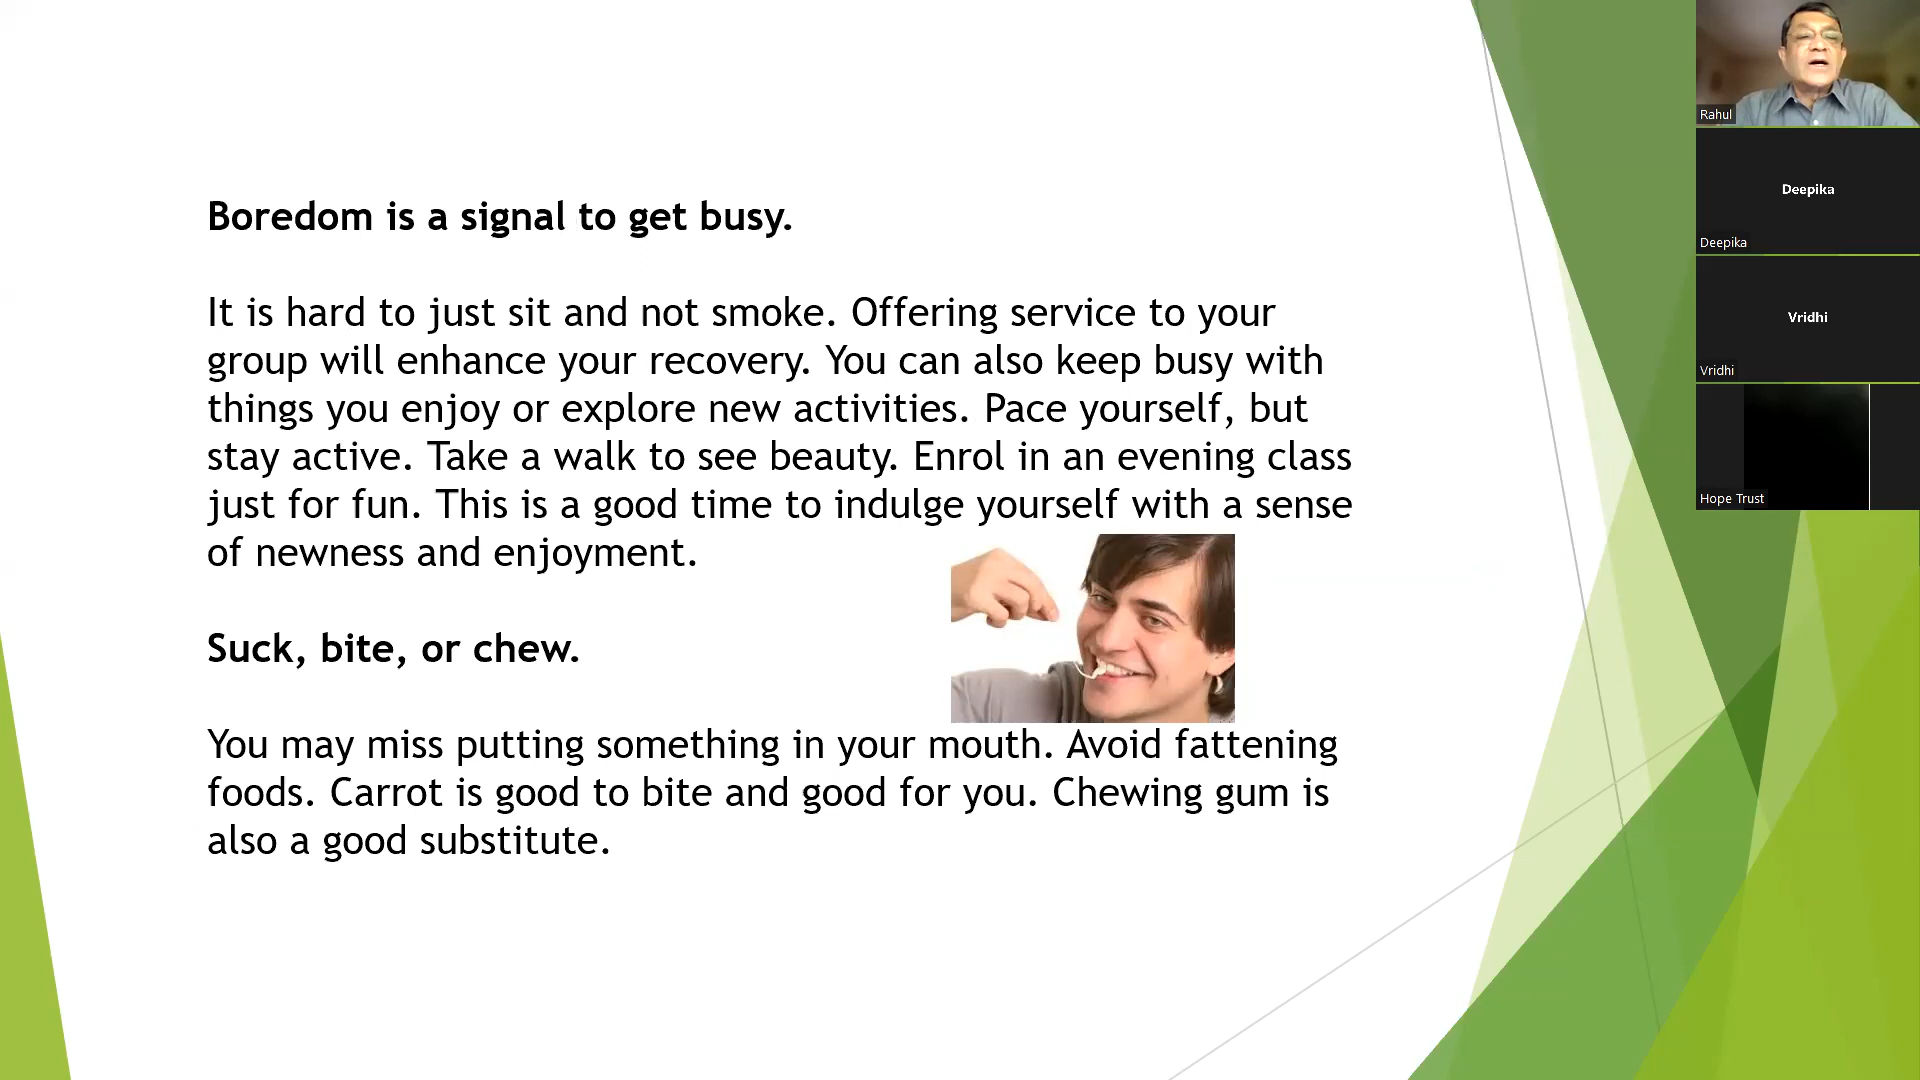 Boredom is a signal to get busy.
It is hard to just sit and not smoke. Offering service to your
group will enhance your recovery. You can also keep busy with
things you enjoy or explore new activities. Pace yourself, but
stay active. Take a walk to see beauty. Enrol in an evening class
just for fun. This is a good time to indulge yourself with a sense
of newness and enjoyment.
Suck, bite, or chew.
You may miss putting something in your mouth. Avoid fattening
foods. Carrot is good to bite and good for you. Chewing gum is
also a good substitute.
Rahul
Deepika
Deepika
Vridhi
Vridhi
Hope Trust